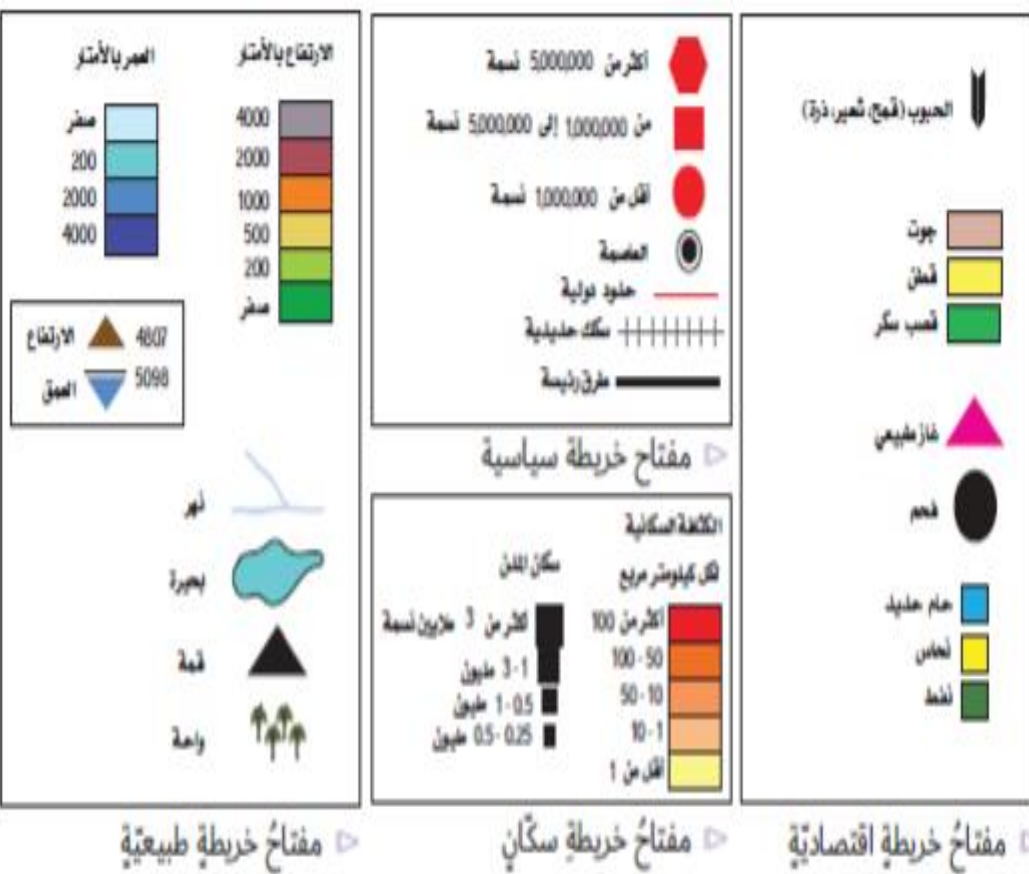 الحبوب (قمح، شعير، ذرة)
جوت
قطن
قصب سكر
غاز طبيعي
فحم
خام حديد
نحاس
نفط
◁ مفتاحُ خريطةٍ اقتصاديّةٍ
أكثر من 5,000,000 نسمة
من 1,000,000 إلى 5,000,000 نسمة
أقل من 1,000,000 نسمة
العاصمة
حدود دولية
سكك حديدية
طرق رئيسة
◁ مفتاح خريطة سياسية
الكثافة السكانية
لكل كيلومتر مربع
أكثر من 100
100 - 50
50 - 10
10 - 1
أقل من 1
سكان المدن
أكثر من 3 ملايين نسمة
3 - 1 مليون
1 - 0.5 مليون
0.5 - 0.25 مليون
◁ مفتاحُ خريطةِ سكّانٍ
الارتفاع بالأمتار
4000
2000
1000
500
200
صفر
العمق بالأمتار
صفر
200
2000
4000
4807 الارتفاع
5098 العمق
نهر
بحيرة
قمة
واحة
◁ مفتاحُ خريطةٍ طبيعيّةٍ